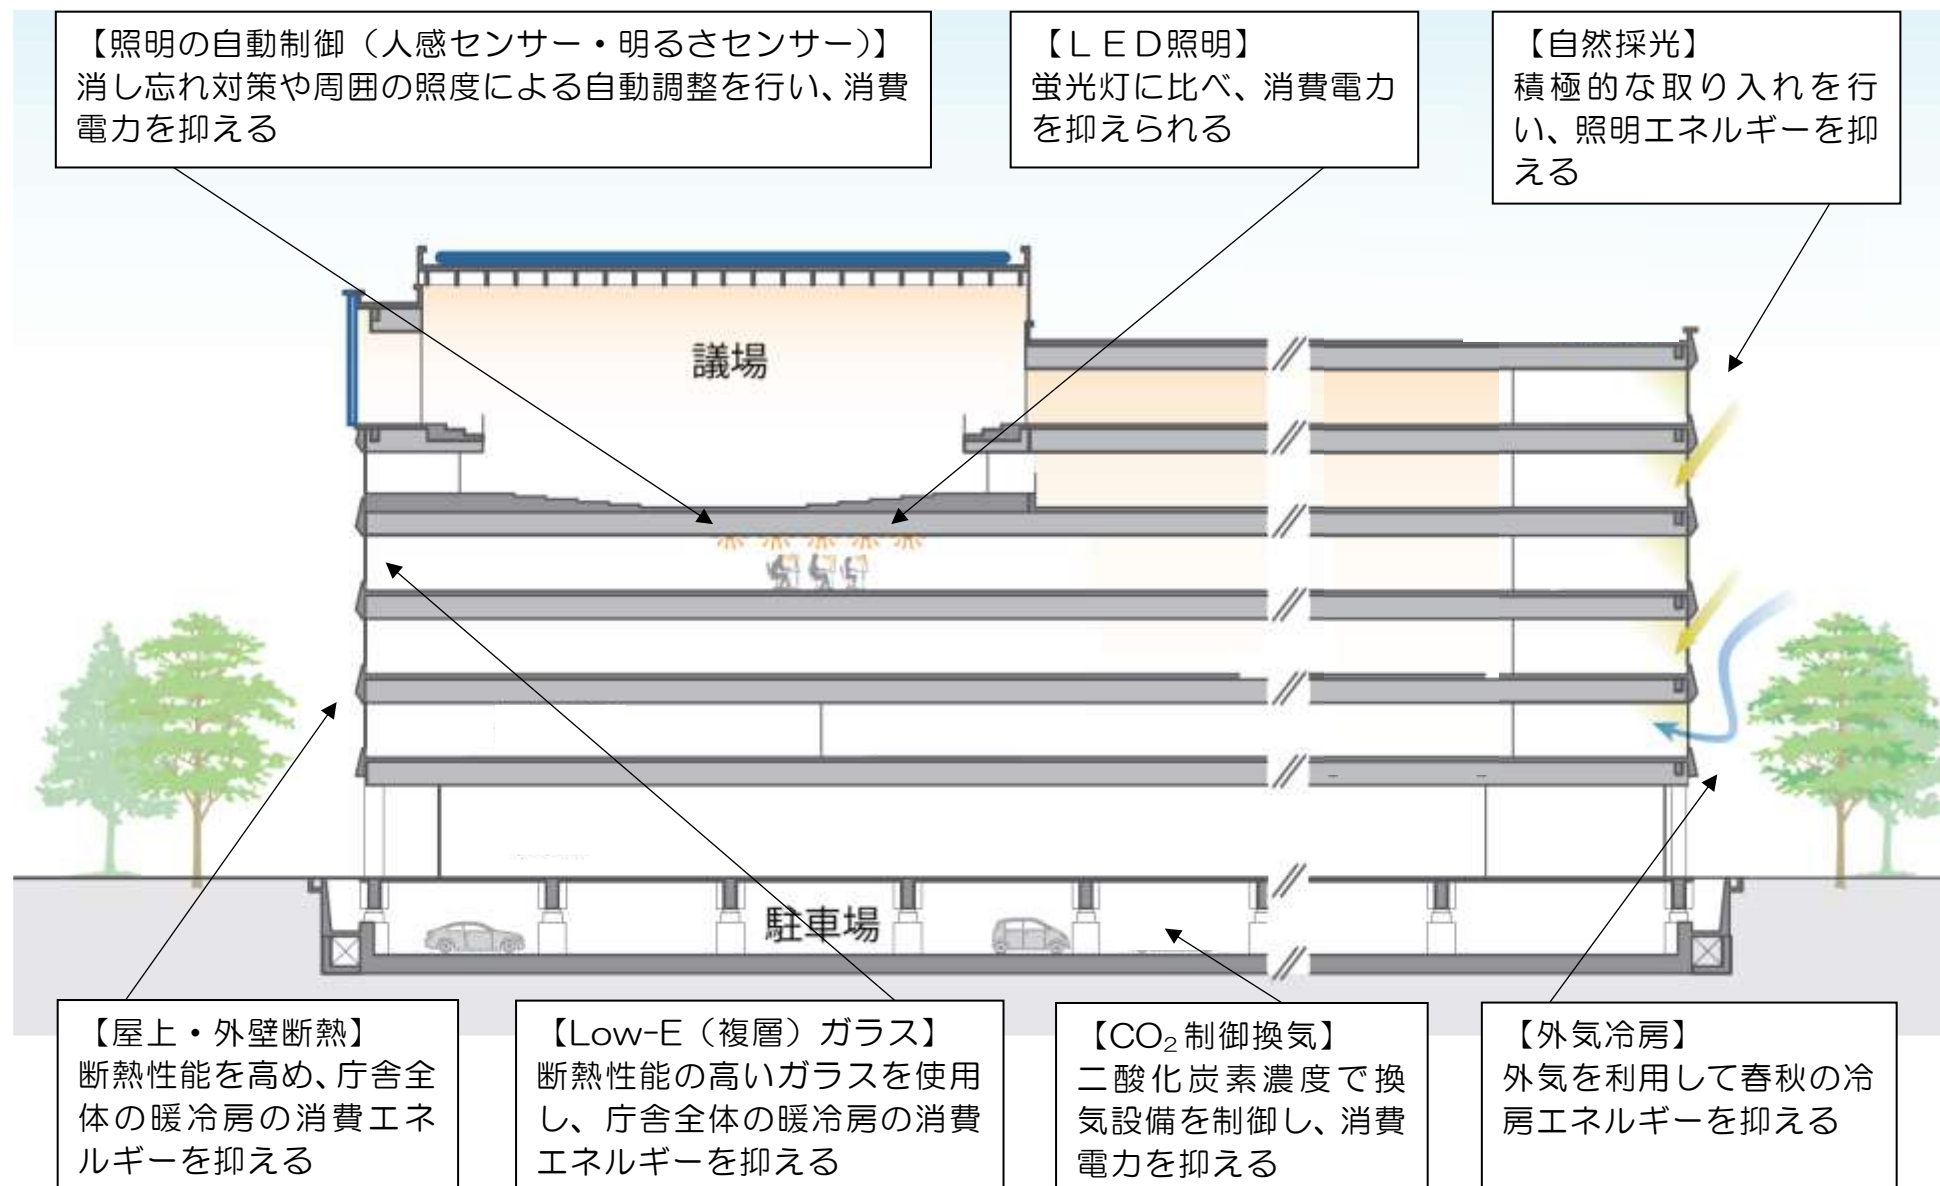 【照明の自動制御（人感センサー・明るさセンサー）】
消し忘れ対策や周囲の照度による自動調整を行い、消費
電力を抑える
【ＬＥＤ照明】
蛍光灯に比べ、消費電力
を抑えられる
【自然採光】
積極的な取り入れを行
い、照明エネルギーを抑
える
議場
駐車場
【屋上・外壁断熱】
断熱性能を高め、庁舎全
体の暖冷房の消費エネ
ルギーを抑える
【Low-E（複層）ガラス】
断熱性能の高いガラスを使用
し、庁舎全体の暖冷房の消費
エネルギーを抑える
【CO₂制御換気】
二酸化炭素濃度で換
気設備を制御し、消費
電力を抑える
【外気冷房】
外気を利用して春秋の冷
房エネルギーを抑える